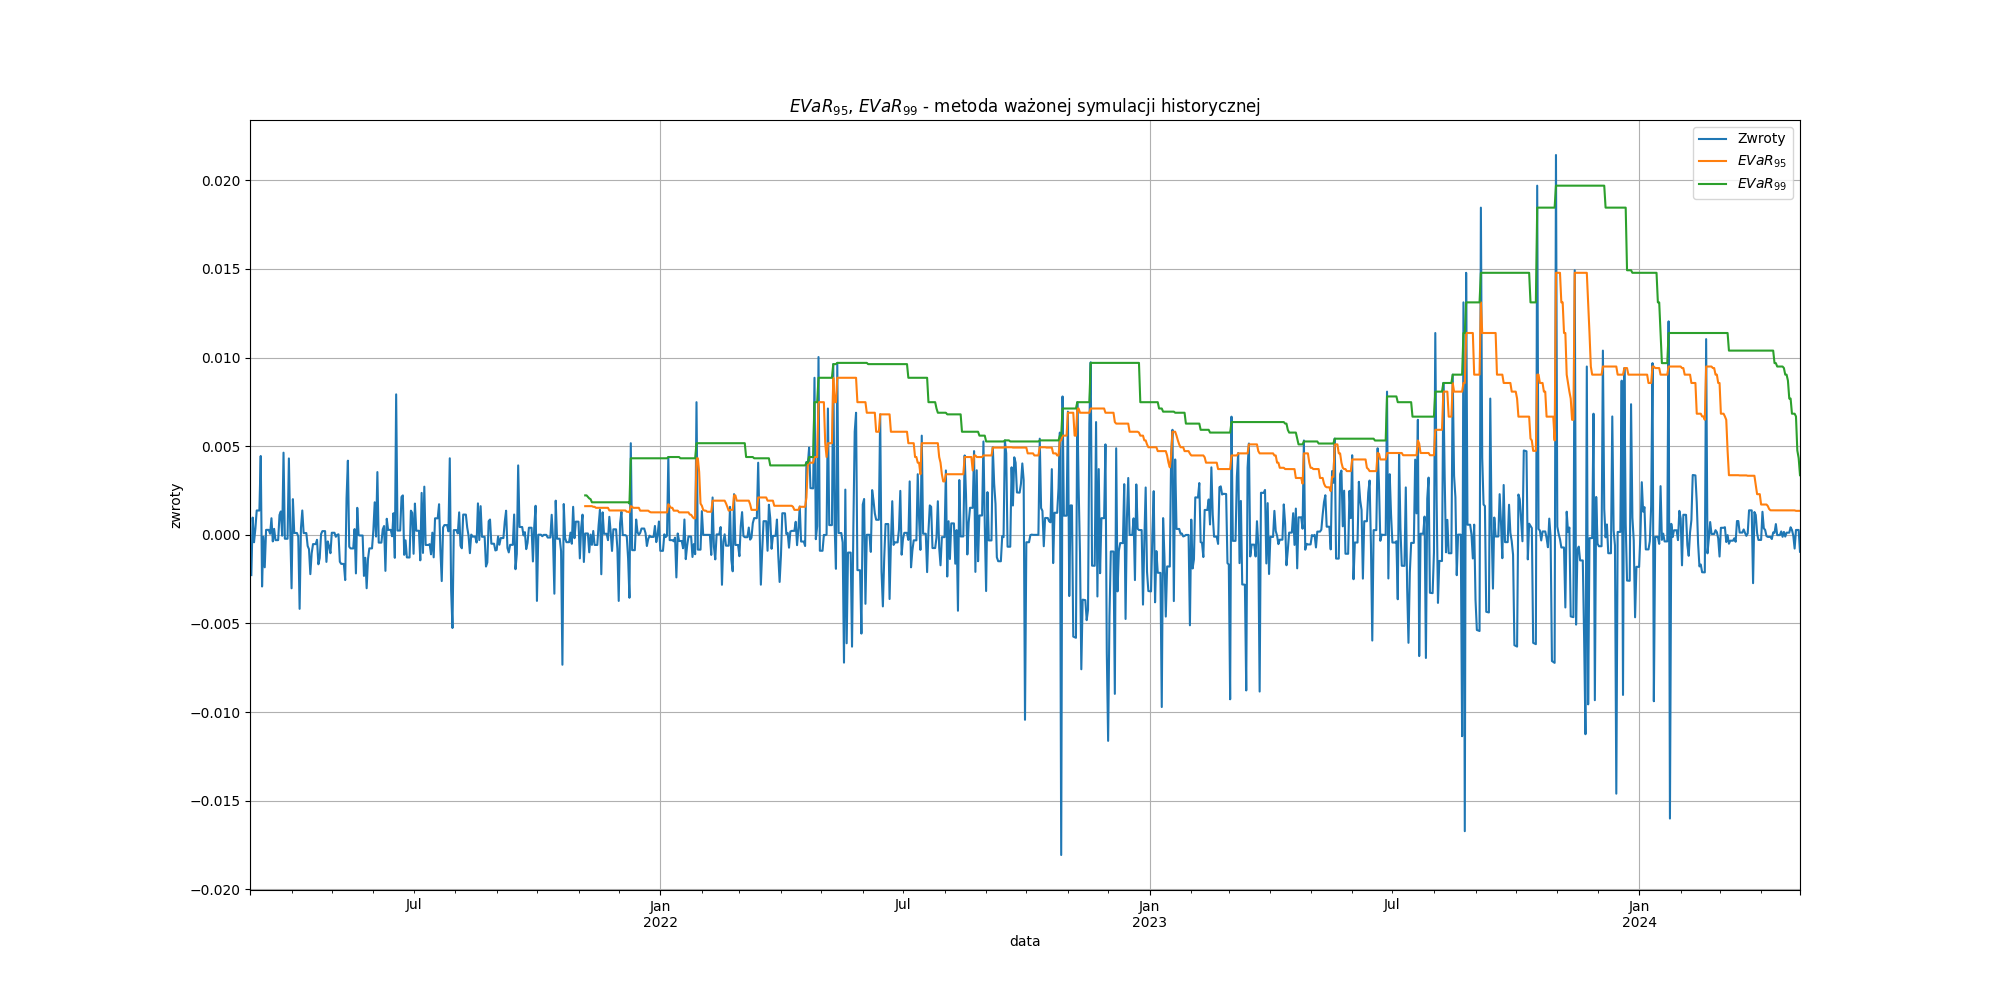 EVaR₉₅, EVaR₉₉ - metoda ważonej symulacji historycznej
Zwroty
EVaR₉₅
EVaR₉₉
zwroty
0.020
0.015
0.010
0.005
0.000
−0.005
−0.010
−0.015
−0.020
Jul
Jan
2022
Jul
Jan
2023
Jul
Jan
2024
data